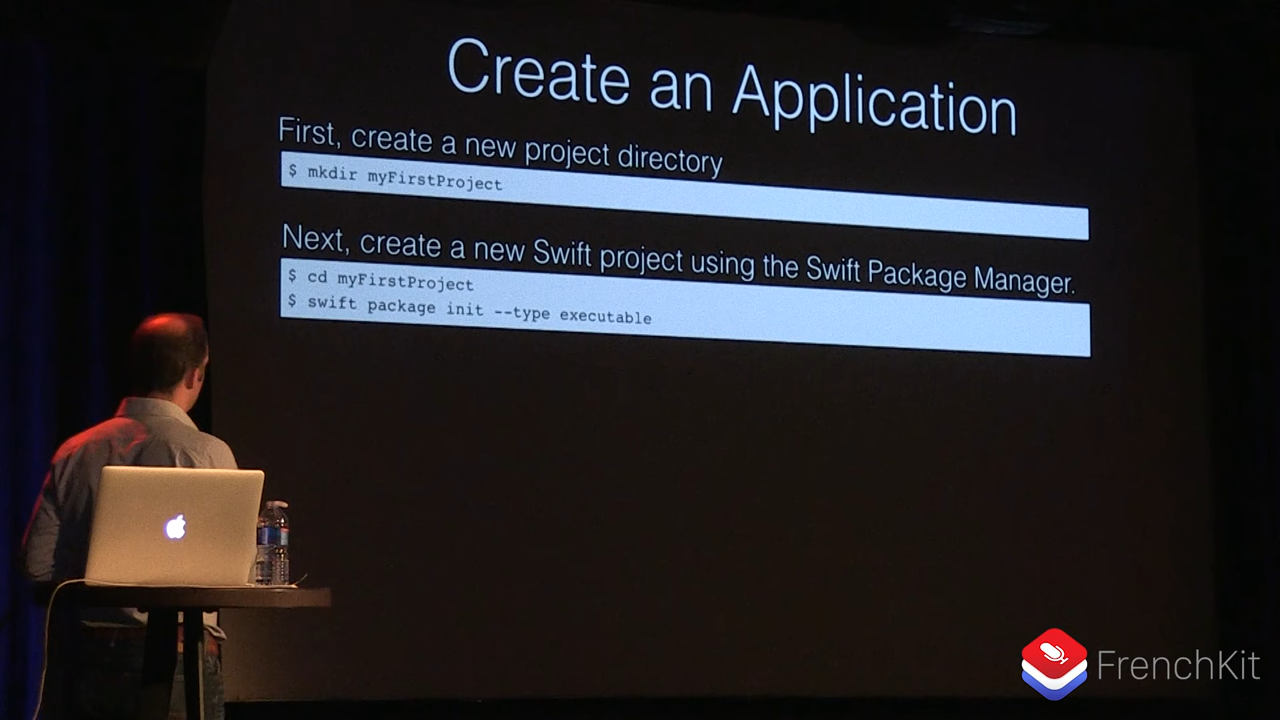 Create an Application
First, create a new project directory
$ mkdir myFirstProject
Next, create a new Swift project using the Swift Package Manager.
$ cd myFirstProject
$ swift package init --type executable
FrenchKit